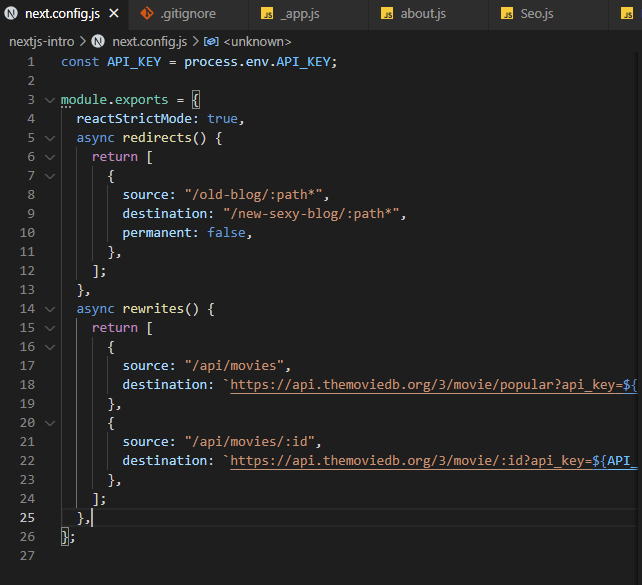 next.config.js .gitignore _app.js about.js Seo.js
nextjs-intro > next.config.js > <unknown>
1 const API_KEY = process.env.API_KEY;
2
3 module.exports = {
4 reactStrictMode: true,
5 async redirects() {
6 return [
7 {
8 source: "/old-blog/:path*",
9 destination: "/new-sexy-blog/:path*",
10 permanent: false,
11 },
12 ];
13 },
14 async rewrites() {
15 return [
16 {
17 source: "/api/movies",
18 destination: `https://api.themoviedb.org/3/movie/popular?api_key=${
19 },
20 {
21 source: "/api/movies/:id",
22 destination: `https://api.themoviedb.org/3/movie/:id?api_key=${API_
23 },
24 ];
25 },
26 };
27